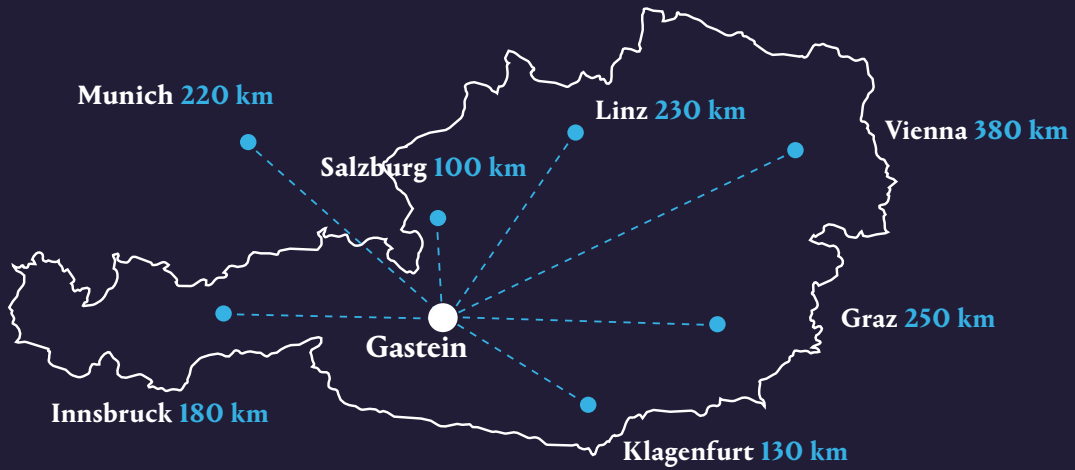 Munich 220 km
Linz 230 km
Vienna 380 km
Salzburg 100 km
Graz 250 km
Gastein
Innsbruck 180 km
Klagenfurt 130 km